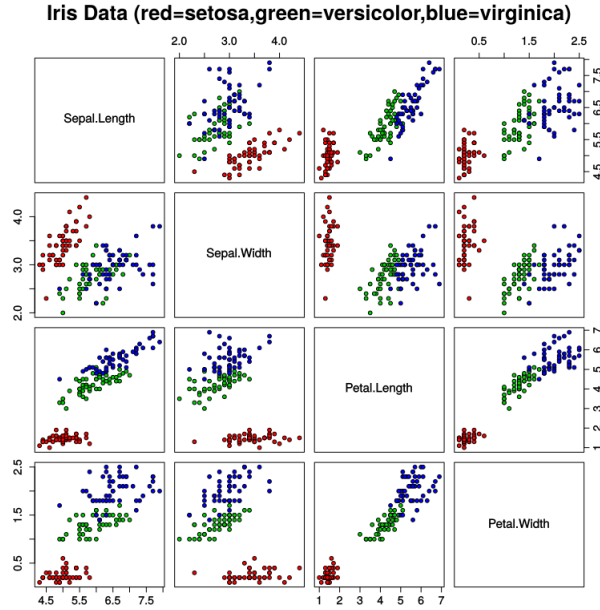 Iris Data (red=setosa,green=versicolor,blue=virginica)
2.0 3.0 4.0 0.5 1.5 2.5
Sepal.Length
4.5 5.5 6.5 7.5
2.0 3.0 4.0
Sepal.Width
Petal.Length
1 2 3 4 5 6 7
0.5 1.5 2.5
Petal.Width
4.5 5.5 6.5 7.5 1 2 3 4 5 6 7